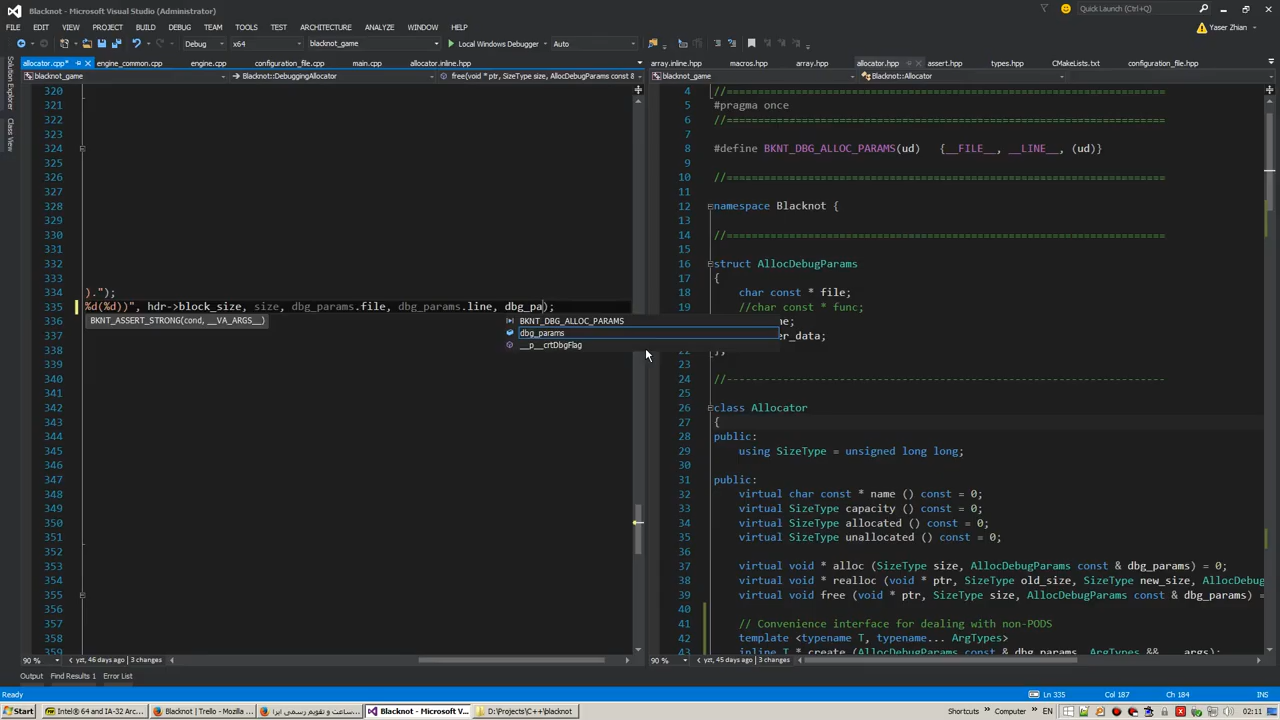 Blacknot - Microsoft Visual Studio (Administrator)
Quick Launch (Ctrl+Q)
FILE EDIT VIEW PROJECT BUILD DEBUG TEAM TOOLS TEST ARCHITECTURE ANALYZE WINDOW HELP
Yaser Zhian
Debug x64 blacknot_game Local Windows Debugger Auto
allocator.cpp* engine_common.cpp engine.cpp configuration_file.cpp main.cpp allocator.inline.hpp
array.inline.hpp macros.hpp array.hpp allocator.hpp assert.hpp types.hpp CMakeLists.txt configuration_file.hpp
blacknot_game Blacknot::DebuggingAllocator free(void * ptr, SizeType size, AllocDebugParams const &
blacknot_game Blacknot::Allocator
Solution Explorer
Class View
320
321
322
323
324
325
326
327
328
329
330
331
332
333
334 ).");
335 %d(%d))", hdr->block_size, size, dbg_params.file, dbg_params.line, dbg_pa);
336 BKNT_ASSERT_STRONG(cond, __VA_ARGS__)
BKNT_DBG_ALLOC_PARAMS
dbg_params
__p__crtDbgFlag
337
338
339
340
341
342
343
344
345
346
347
348
349
350
351
352
353
354
355
356
357
358
359
4 //======================================================
5 #pragma once
6 //======================================================
7
8 #define BKNT_DBG_ALLOC_PARAMS(ud) {__FILE__, __LINE__, (ud)}
9
10 //======================================================
11
12 namespace Blacknot {
13
14 //======================================================
15
16 struct AllocDebugParams
17 {
18 char const * file;
19 //char const * func;
20 ne;
21 er_data;
22 };
23
24 //------------------------------------------------------
25
26 class Allocator
27 {
28 public:
29 using SizeType = unsigned long long;
30
31 public:
32 virtual char const * name () const = 0;
33 virtual SizeType capacity () const = 0;
34 virtual SizeType allocated () const = 0;
35 virtual SizeType unallocated () const = 0;
36
37 virtual void * alloc (SizeType size, AllocDebugParams const & dbg_params) = 0;
38 virtual void * realloc (void * ptr, SizeType old_size, SizeType new_size, AllocDebug
39 virtual void free (void * ptr, SizeType size, AllocDebugParams const & dbg_params) =
40
41 // Convenience interface for dealing with non-PODS
42 template <typename T, typename... ArgTypes>
43 inline T * create (AllocDebugParams const & dbg_params, ArgTypes && ... args);
90 % yzt, 46 days ago | 3 changes
90 % yzt, 45 days ago | 3 changes
Output Find Results 1 Error List
Ready Ln 335 Col 187 Ch 184 INS
Start Intel® 64 and IA-32 Arc... Blacknot | Trello - Mozilla ... ساعت و تقویم رسمی ایرا... Blacknot - Microsoft V... D:\Projects\C++\blacknot Shortcuts » Computer » EN 02:11